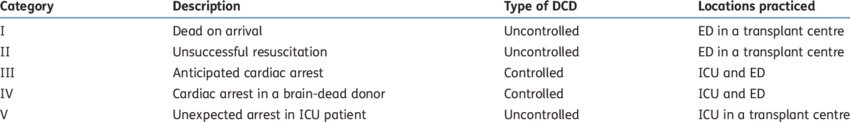 Category Description Type of DCD Locations practiced
I Dead on arrival Uncontrolled ED in a transplant centre
II Unsuccessful resuscitation Uncontrolled ED in a transplant centre
III Anticipated cardiac arrest Controlled ICU and ED
IV Cardiac arrest in a brain-dead donor Controlled ICU and ED
V Unexpected arrest in ICU patient Uncontrolled ICU in a transplant centre